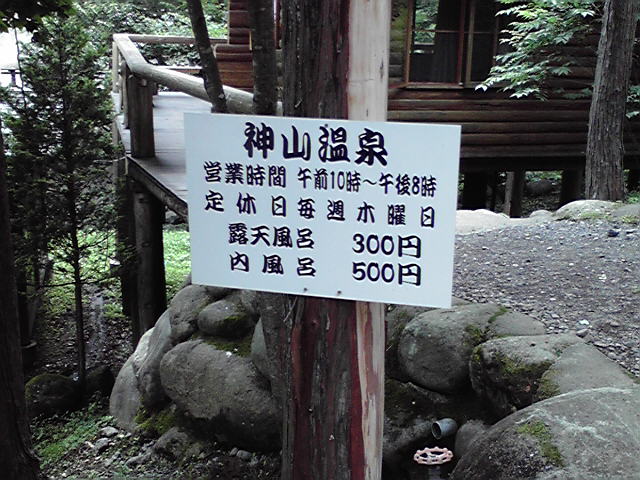 神山温泉
営業時間 午前10時～午後8時
定休日毎週木曜日
露天風呂 300円
内風呂 500円